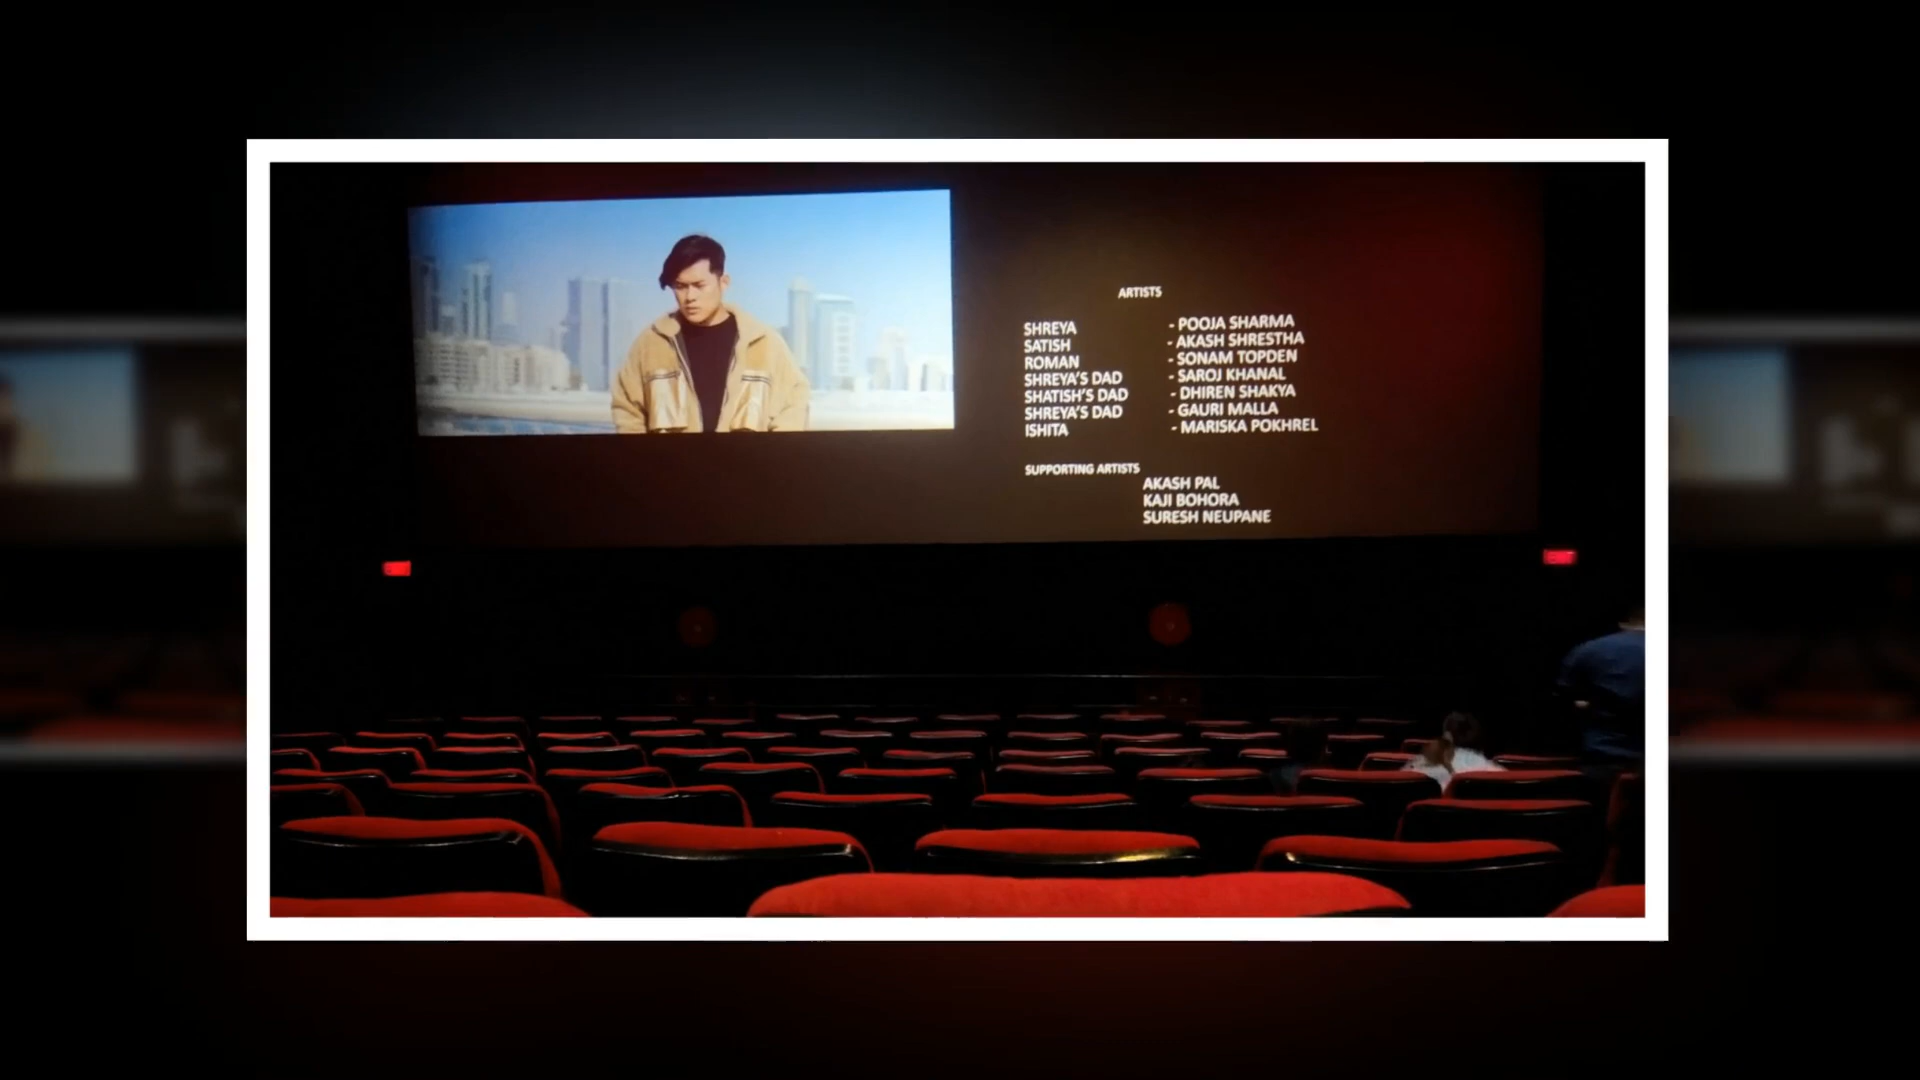 ARTISTS
SHREYA - POOJA SHARMA
SATISH - AKASH SHRESTHA
ROMAN - SONAM TOPDEN
SHREYA'S DAD - SAROJ KHANAL
SHATISH'S DAD - DHIREN SHAKYA
SHREYA'S DAD - GAURI MALLA
ISHITA - MARISKA POKHREL
SUPPORTING ARTISTS
AKASH PAL
KAJI BOHORA
SURESH NEUPANE